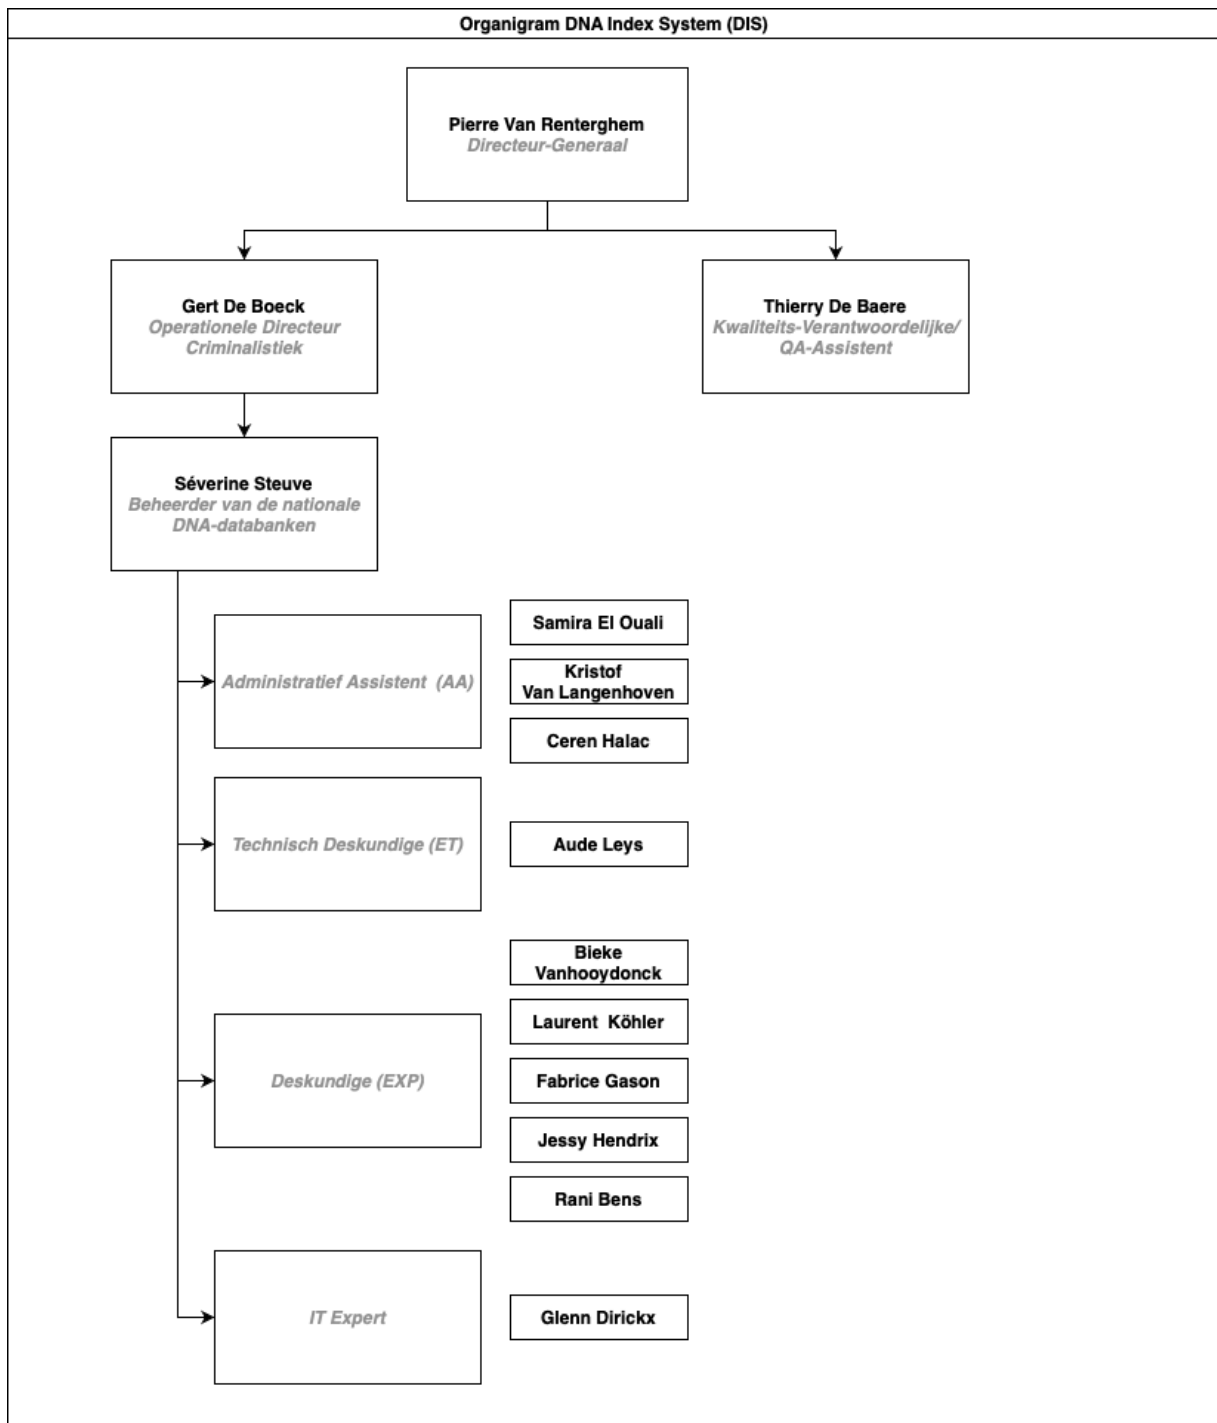 Organigram DNA Index System (DIS)
Pierre Van Renterghem
Directeur-Generaal
Gert De Boeck
Operationele Directeur
Criminalistiek
Thierry De Baere
Kwaliteits-Verantwoordelijke/
QA-Assistent
Séverine Steuve
Beheerder van de nationale
DNA-databanken
Administratief Assistent (AA)
Samira El Ouali
Kristof
Van Langenhoven
Ceren Halac
Technisch Deskundige (ET)
Aude Leys
Deskundige (EXP)
Bieke
Vanhooydonck
Laurent Köhler
Fabrice Gason
Jessy Hendrix
Rani Bens
IT Expert
Glenn Dirickx